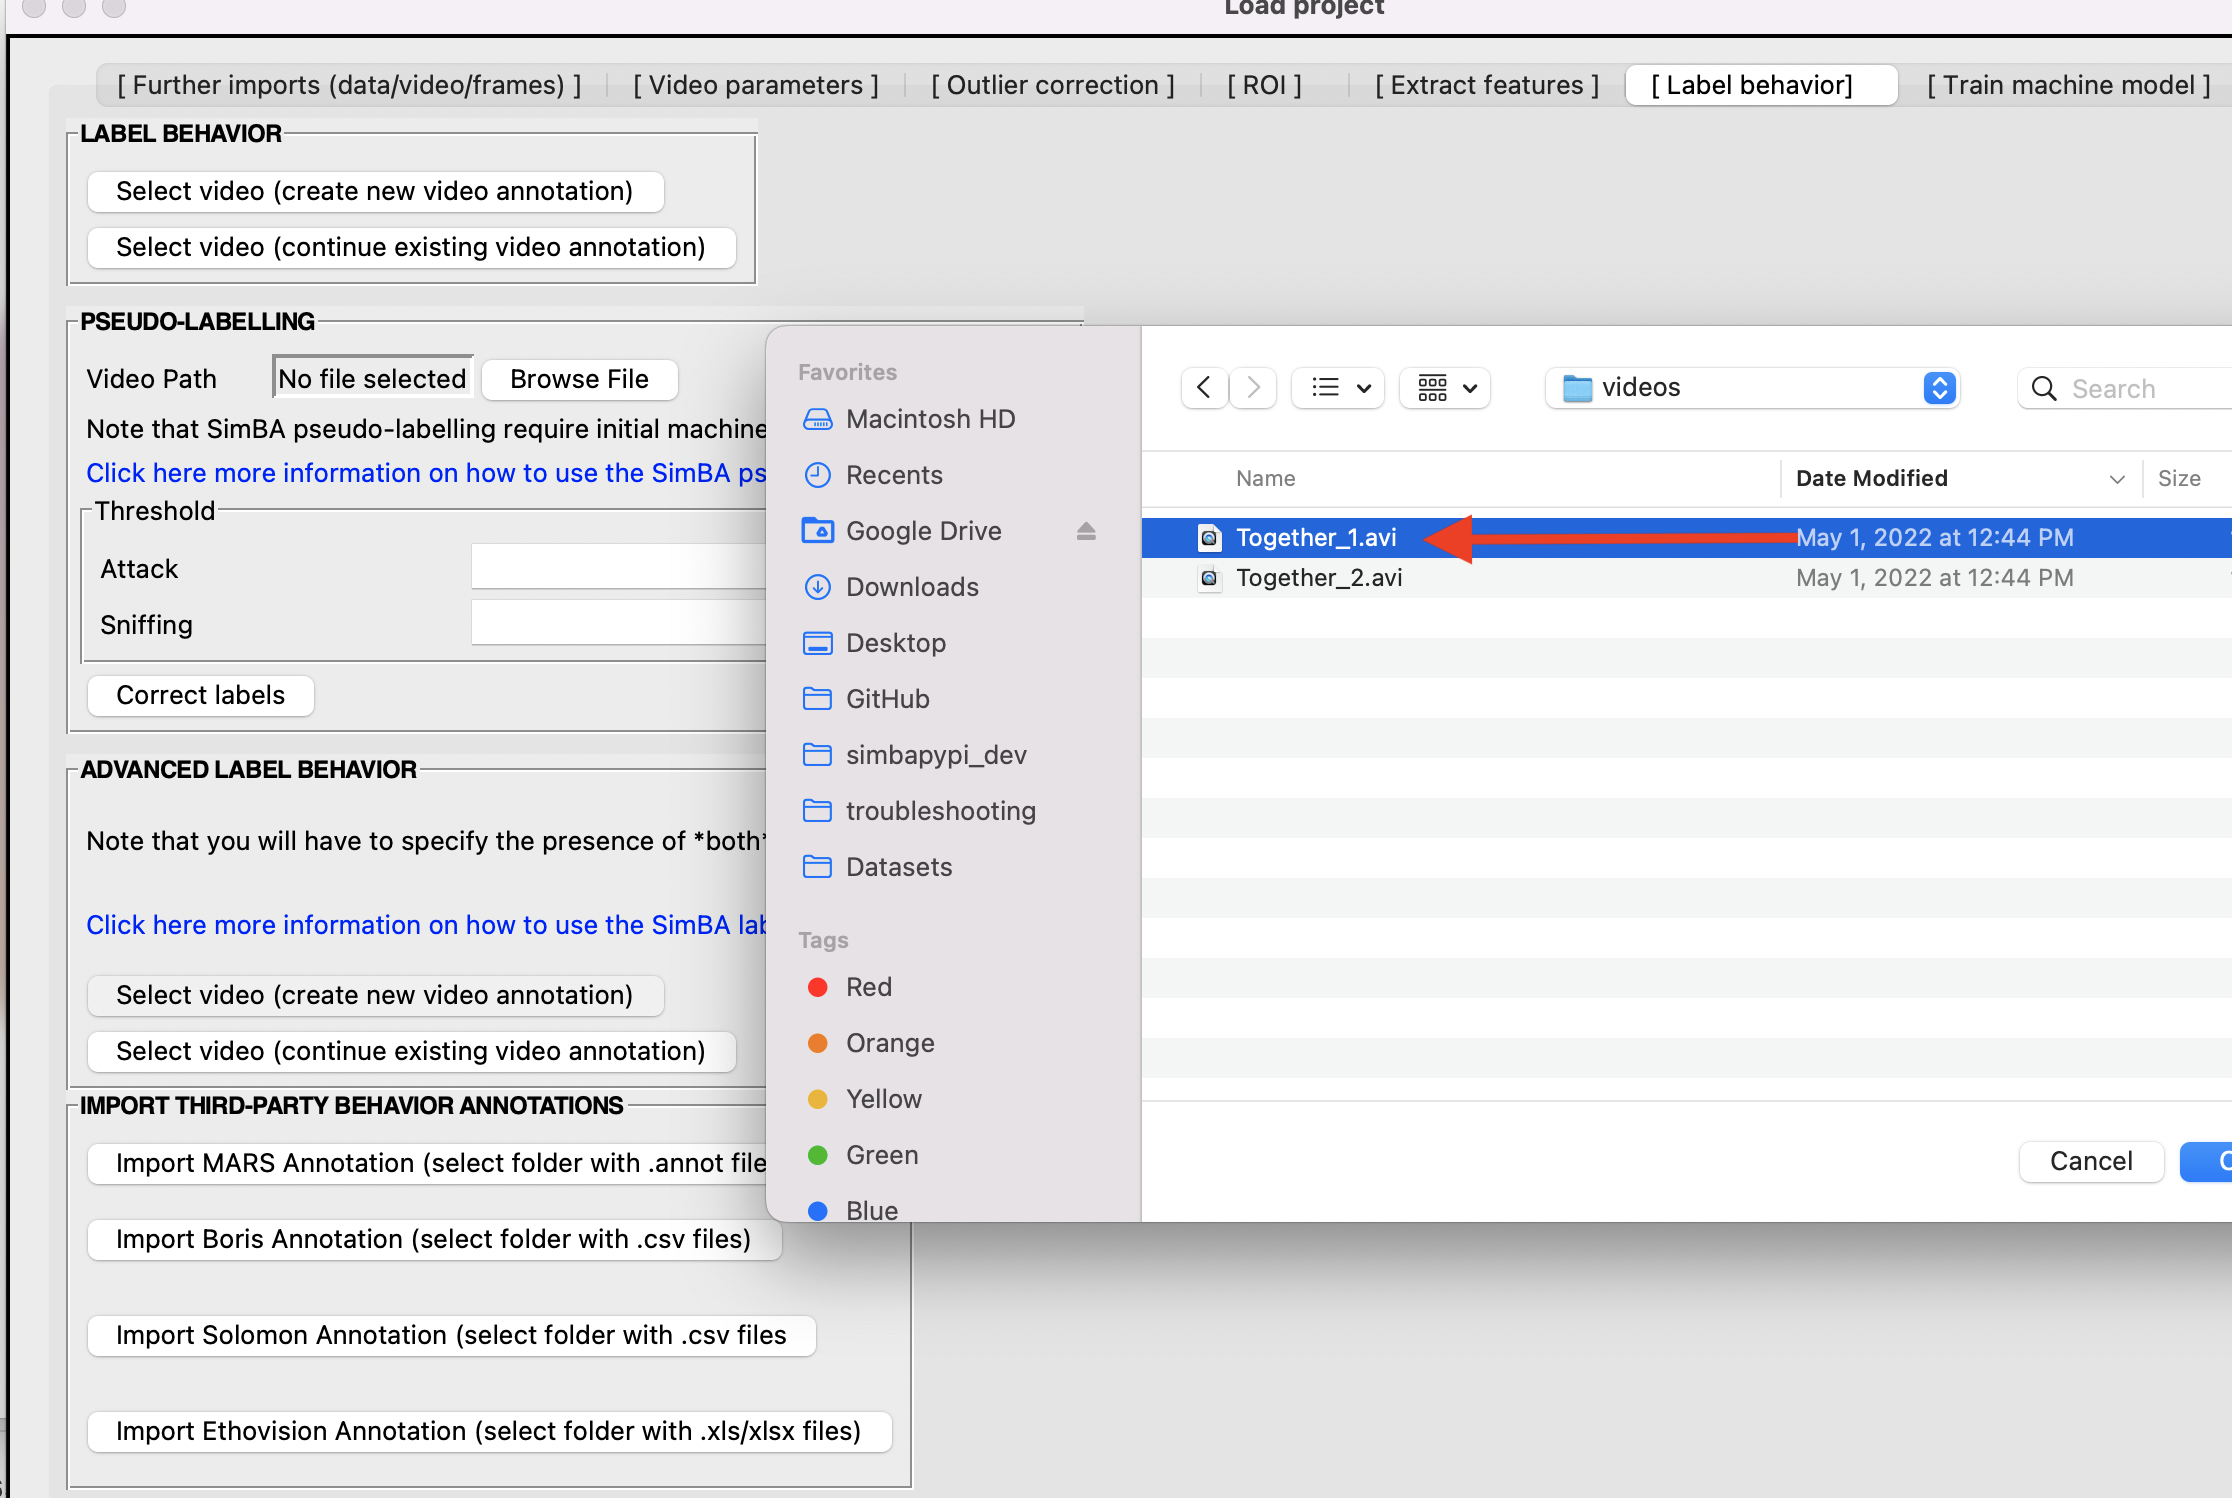 Load project
[ Further imports (data/video/frames) ] [ Video parameters ] [ Outlier correction ] [ ROI ] [ Extract features ] [ Label behavior] [ Train machine model ]
LABEL BEHAVIOR
Select video (create new video annotation)
Select video (continue existing video annotation)
PSEUDO-LABELLING
Video Path No file selected Browse File
Note that SimBA pseudo-labelling require initial machine
Click here more information on how to use the SimBA ps
Threshold
Attack
Sniffing
Correct labels
ADVANCED LABEL BEHAVIOR
Note that you will have to specify the presence of *both*
Click here more information on how to use the SimBA lab
Select video (create new video annotation)
Select video (continue existing video annotation)
IMPORT THIRD-PARTY BEHAVIOR ANNOTATIONS
Import MARS Annotation (select folder with .annot file
Import Boris Annotation (select folder with .csv files)
Import Solomon Annotation (select folder with .csv files
Import Ethovision Annotation (select folder with .xls/xlsx files)
Favorites
Macintosh HD
Recents
Google Drive
Downloads
Desktop
GitHub
simbapypi_dev
troubleshooting
Datasets
Tags
Red
Orange
Yellow
Green
Blue
videos
Search
Name Date Modified Size
Together_1.avi May 1, 2022 at 12:44 PM
Together_2.avi May 1, 2022 at 12:44 PM
Cancel